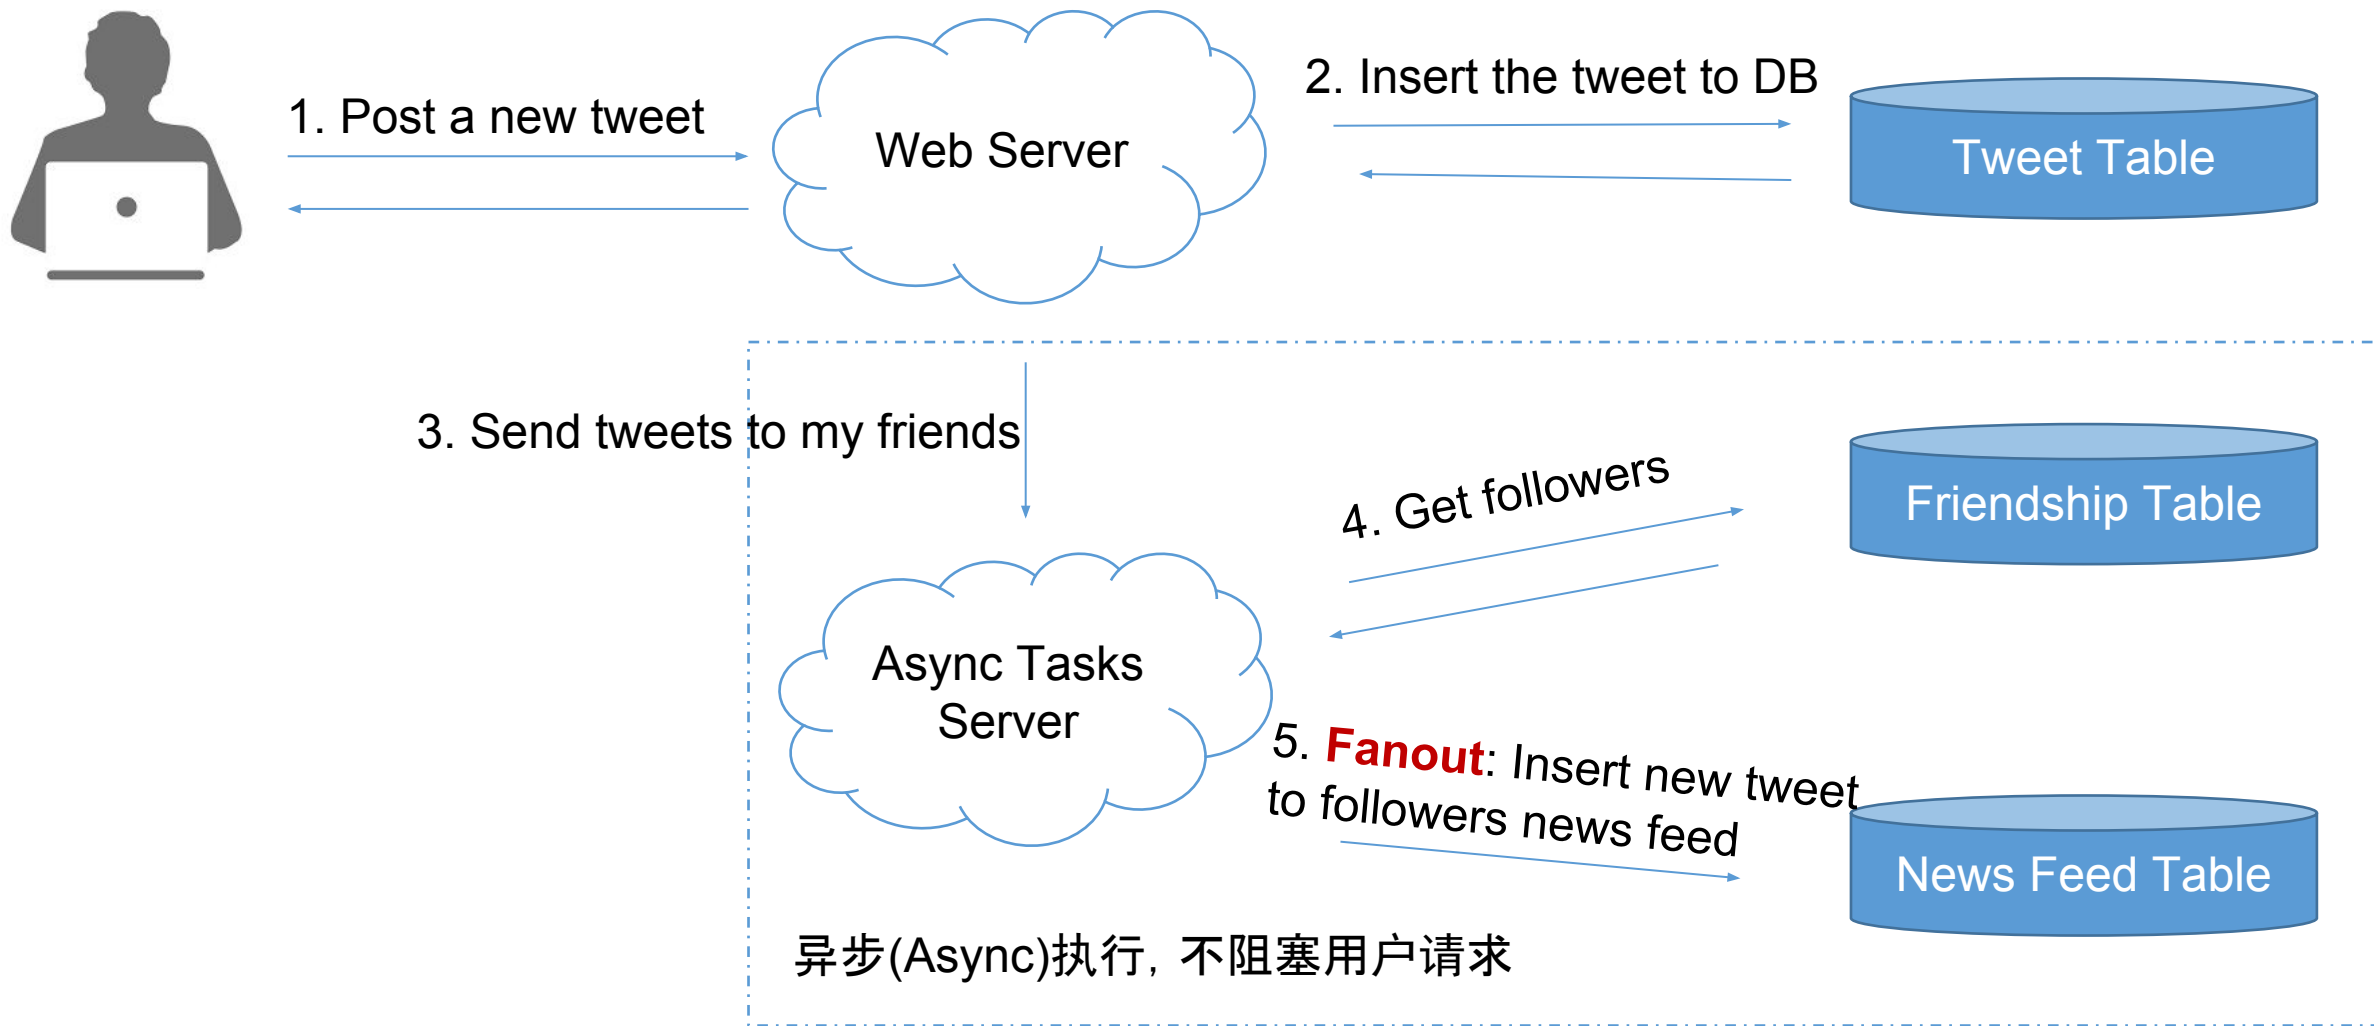 1. Post a new tweet
Web Server
2. Insert the tweet to DB
Tweet Table
3. Send tweets to my friends
4. Get followers
Friendship Table
Async Tasks
Server
5. Fanout: Insert new tweet
to followers news feed
News Feed Table
异步(Async)执行，不阻塞用户请求